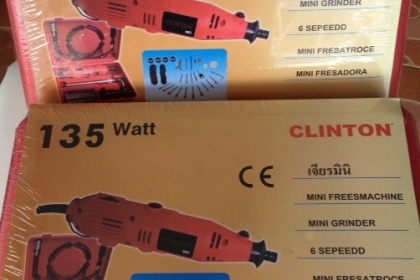 MINI GRINDER
6 SEPEEDD
MINI FRESATROCE
MINI FRESADORA
135 Watt
CLINTON
CE
เจียรมินิ
MINI FREESMACHINE
MINI GRINDER
6 SEPEEDD
MINI FRESATROCE